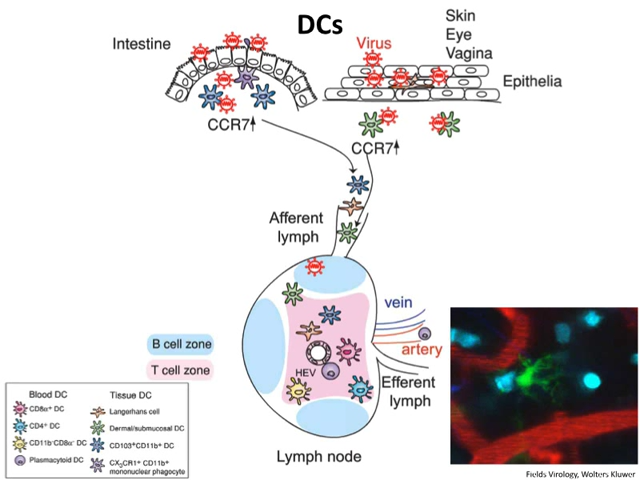 DCs
Intestine
Virus
Skin
Eye
Vagina
Epithelia
CCR7
CCR7
Afferent
lymph
vein
artery
HEV
Efferent
lymph
Lymph node
B cell zone
T cell zone
Blood DC
CD8α⁺ DC
CD4⁺ DC
CD11b⁻CD8α⁻ DC
Plasmacytoid DC
Tissue DC
Langerhans cell
Dermal/submucosal DC
CD103⁺CD11b⁺ DC
CX₃CR1⁺ CD11b⁺
mononuclear phagocyte
Fields Virology, Wolters Kluwer